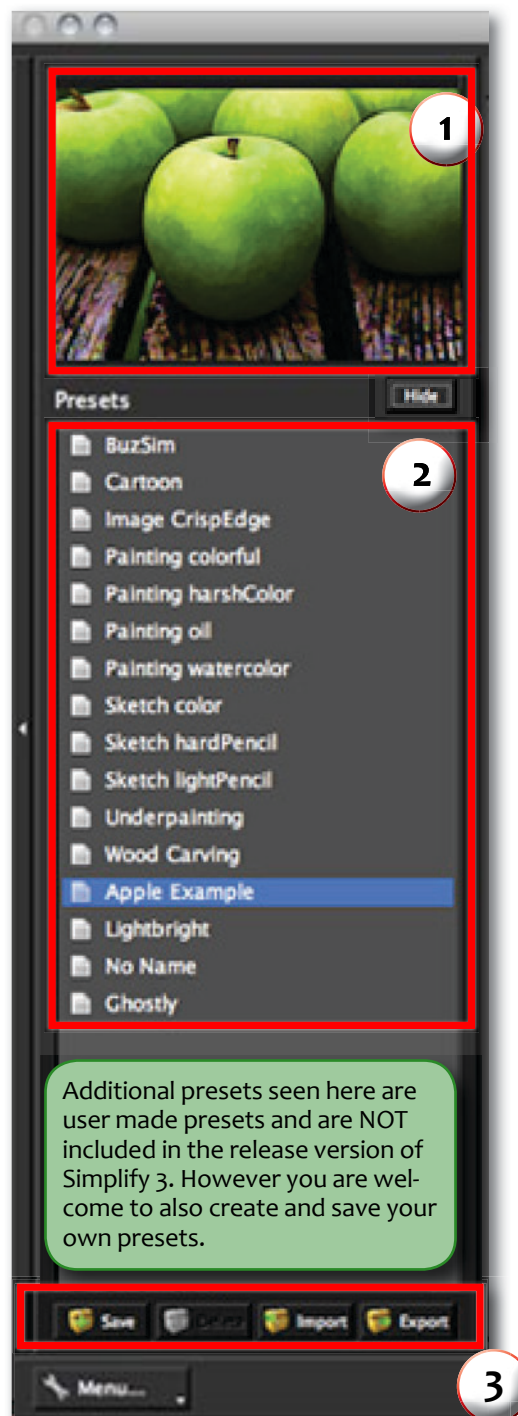 1
Presets
Hide
2
BuzSim
Cartoon
Image CrispEdge
Painting colorful
Painting harshColor
Painting oil
Painting watercolor
Sketch color
Sketch hardPencil
Sketch lightPencil
Underpainting
Wood Carving
Apple Example
Lightbright
No Name
Ghostly
Additional presets seen here are
user made presets and are NOT
included in the release version of
Simplify 3. However you are wel-
come to also create and save your
own presets.
Save Delete Import Export
Menu...
3